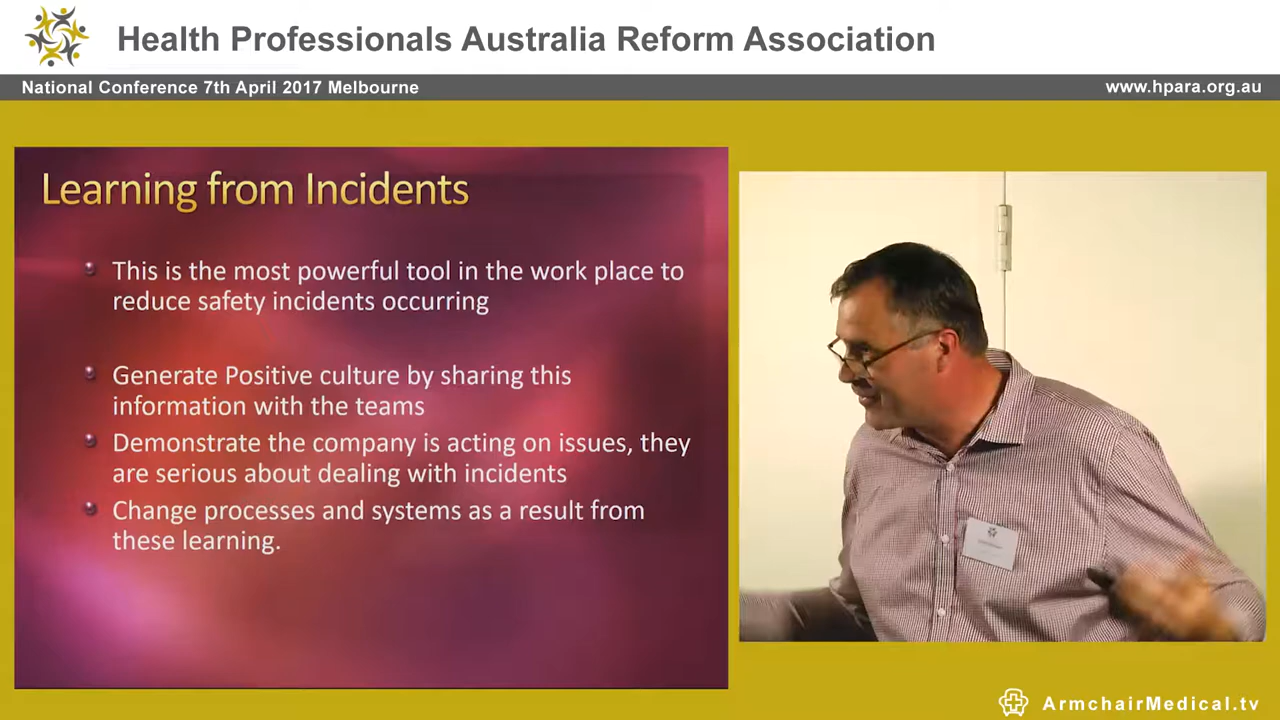 Health Professionals Australia Reform Association
National Conference 7th April 2017 Melbourne
www.hpara.org.au
Learning from Incidents
This is the most powerful tool in the work place to
reduce safety incidents occurring
Generate Positive culture by sharing this
information with the teams
Demonstrate the company is acting on issues, they
are serious about dealing with incidents
Change processes and systems as a result from
these learning.
ArmchairMedical.tv